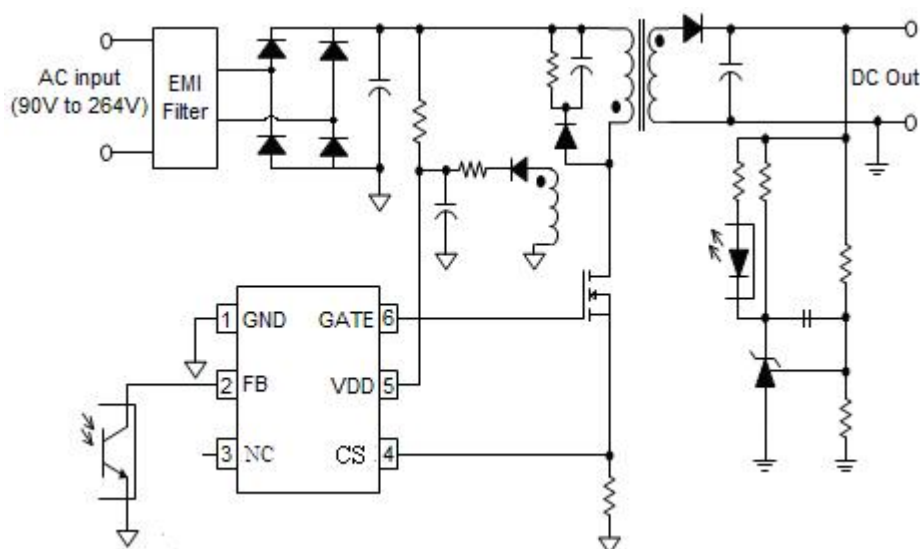 AC input
(90V to 264V)
EMI
Filter
DC Out
1 GND GATE 6
2 FB VDD 5
3 NC CS 4